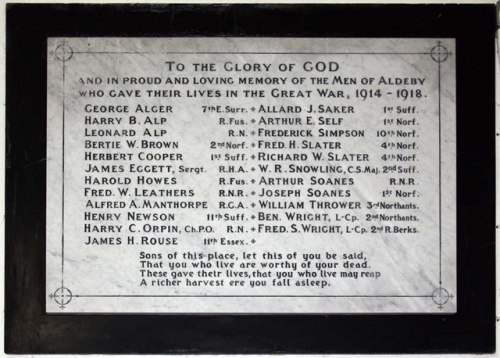 TO THE GLORY OF GOD
AND IN PROUD AND LOVING MEMORY OF THE MEN OF ALDEBY
WHO GAVE THEIR LIVES IN THE GREAT WAR, 1914 - 1918.
GEORGE ALGER 7th E. Surr. + ALLARD J. SAKER 1st Suff.
HARRY B. ALP R. Fus. + ARTHUR E. SELF 1st Norf.
LEONARD ALP R.N. + FREDERICK SIMPSON 10th Norf.
BERTIE W. BROWN 2nd Norf. + FRED. H. SLATER 4th Norf.
HERBERT COOPER 1st Suff. + RICHARD W. SLATER 4th Norf.
JAMES EGGETT, Sergt. R.H.A. + W. R. SNOWLING, C.S. Maj. 2nd Suff.
HAROLD HOWES R. Fus. + ARTHUR SOANES R.N.R.
FRED. W. LEATHERS R.N.R. + JOSEPH SOANES 1st Norf.
ALFRED A. MANTHORPE R.G.A. + WILLIAM THROWER 3rd Northants.
HENRY NEWSON 11th Suff. + BEN. WRIGHT, L-Cp. 2nd Northants.
HARRY C. ORPIN, Ch. P.O. R.N. + FRED. S. WRIGHT, L-Cp. 2nd R. Berks.
JAMES H. ROUSE 11th Essex. +
Sons of this place, let this of you be said,
That you who live are worthy of your dead.
These gave their lives, that you who live may reap
A richer harvest ere you fall asleep.